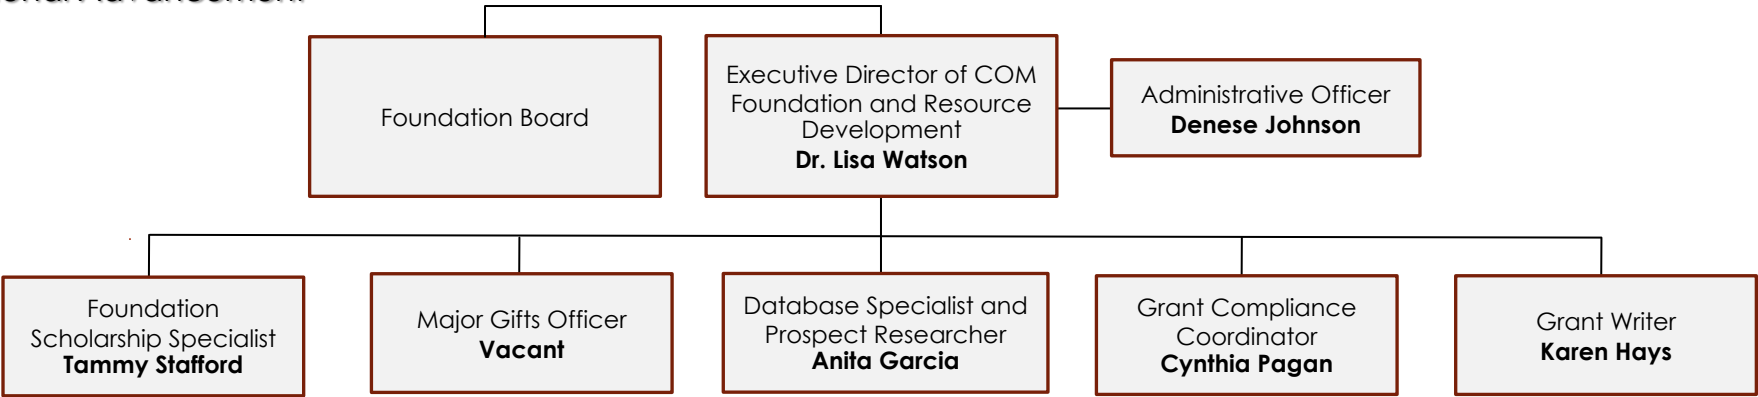 Advancement
Foundation Board
Executive Director of COM
Foundation and Resource
Development
Dr. Lisa Watson
Administrative Officer
Denese Johnson
Foundation
Scholarship Specialist
Tammy Stafford
Major Gifts Officer
Vacant
Database Specialist and
Prospect Researcher
Anita Garcia
Grant Compliance
Coordinator
Cynthia Pagan
Grant Writer
Karen Hays